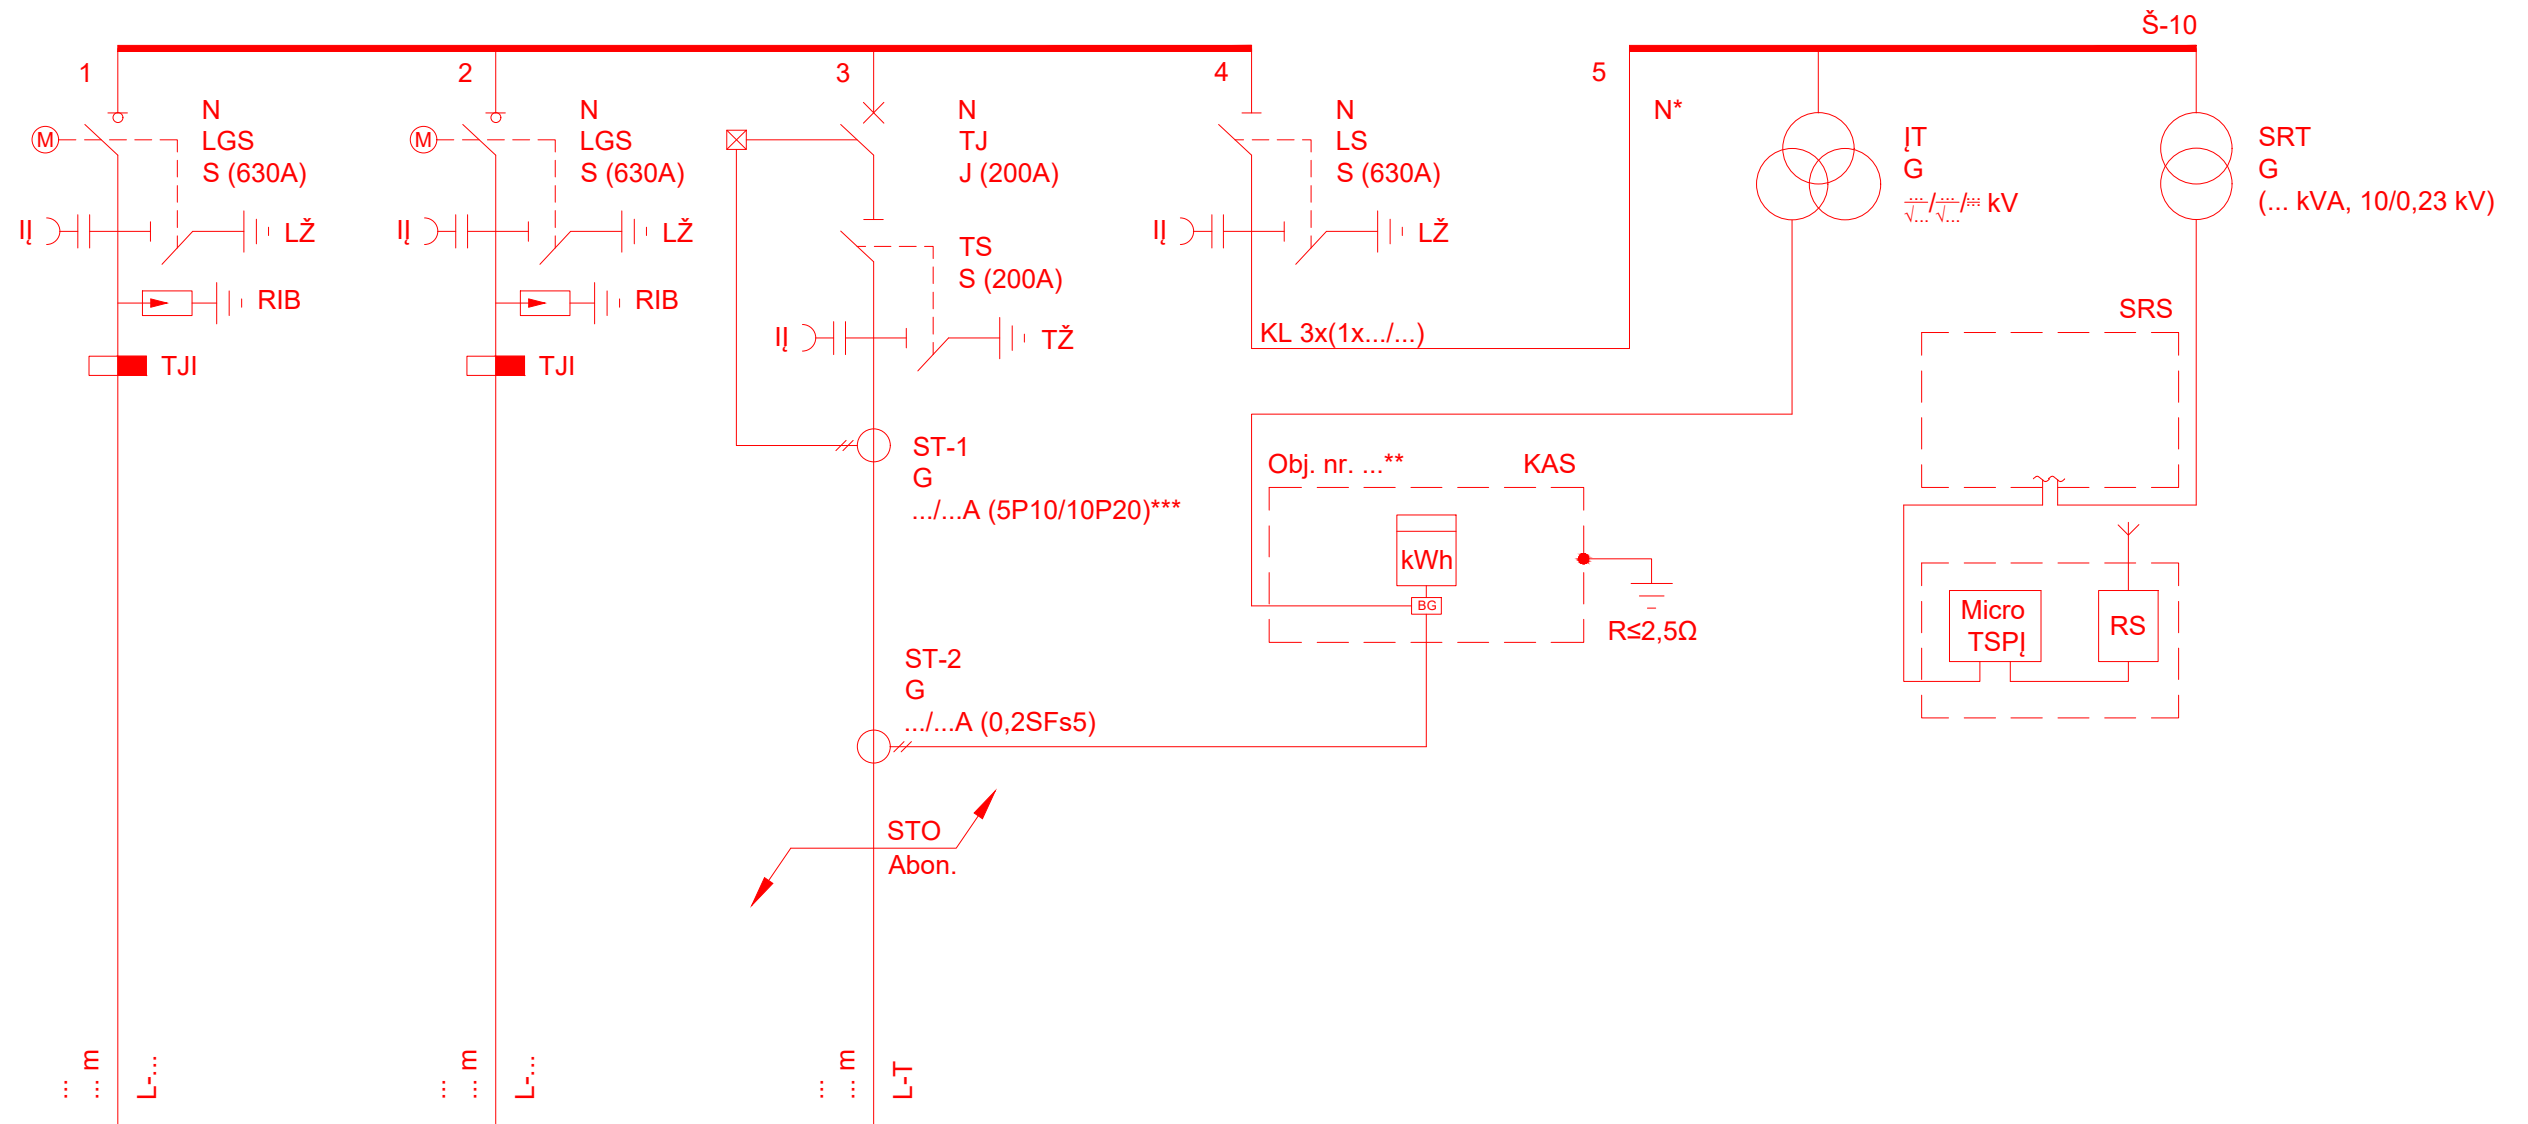 Š-10
1
2
3
4
5
N
LGS
S (630A)
M
IĮ
LŽ
RIB
TJI
N
LGS
S (630A)
M
IĮ
LŽ
RIB
TJI
N
TJ
J (200A)
TS
S (200A)
IĮ
TŽ
ST-1
G
.../...A (5P10/10P20)***
ST-2
G
.../...A (0,2SFs5)
STO
Abon.
N
LS
S (630A)
IĮ
LŽ
KL 3x(1x.../...)
N*
ĮT
G
.../√.../.../√.../... kV
SRT
G
(... kVA, 10/0,23 kV)
SRS
Obj. nr. ...**
KAS
kWh
BG
R≤2,5Ω
Micro
TSPĮ
RS
...
... m
L-...
...
... m
L-...
...
... m
L-T